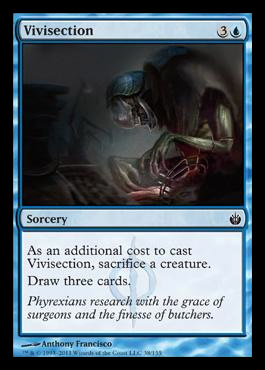 Vivisection 3
Sorcery
As an additional cost to cast
Vivisection, sacrifice a creature.
Draw three cards.
Phyrexians research with the grace of
surgeons and the finesse of butchers.
Anthony Francisco
™ & © 1993–2011 Wizards of the Coast LLC 38/155